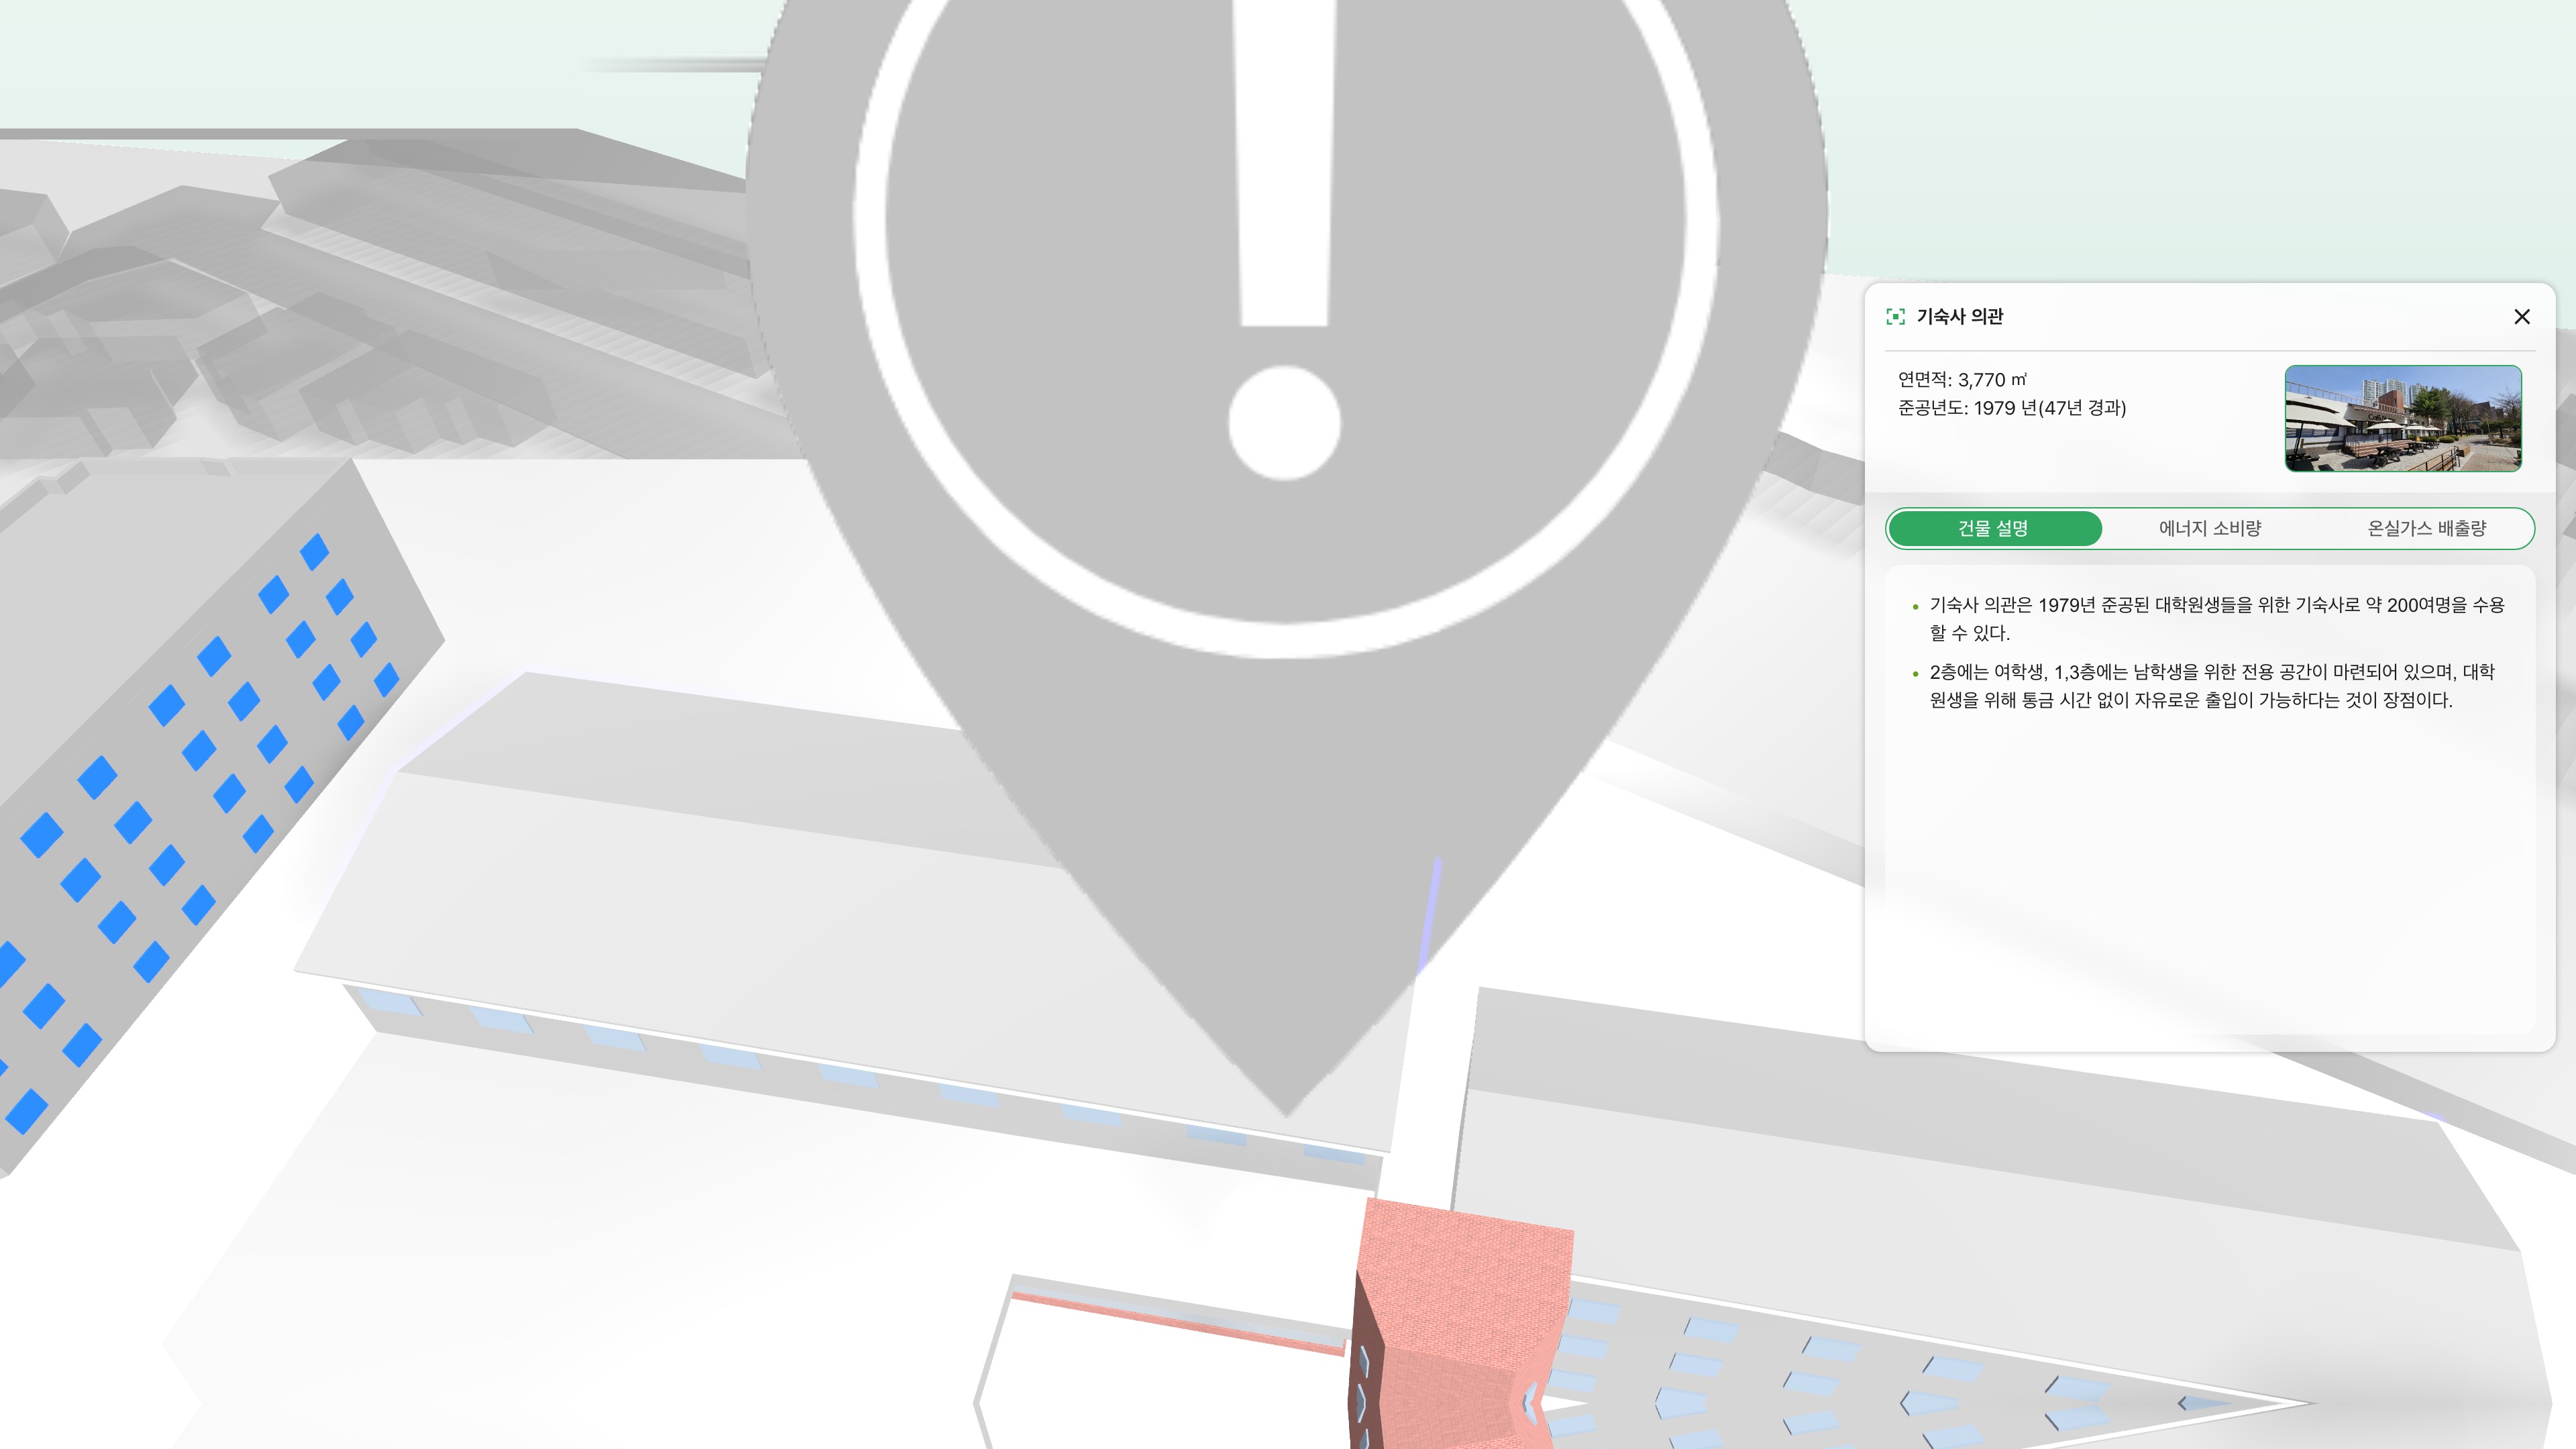 기숙사 의관
연면적: 3,770 ㎡
준공년도: 1979 년(47년 경과)
건물 설명
에너지 소비량
온실가스 배출량
기숙사 의관은 1979년 준공된 대학원생들을 위한 기숙사로 약 200여명을 수용
할 수 있다.
2층에는 여학생, 1,3층에는 남학생을 위한 전용 공간이 마련되어 있으며, 대학
원생을 위해 통금 시간 없이 자유로운 출입이 가능하다는 것이 장점이다.